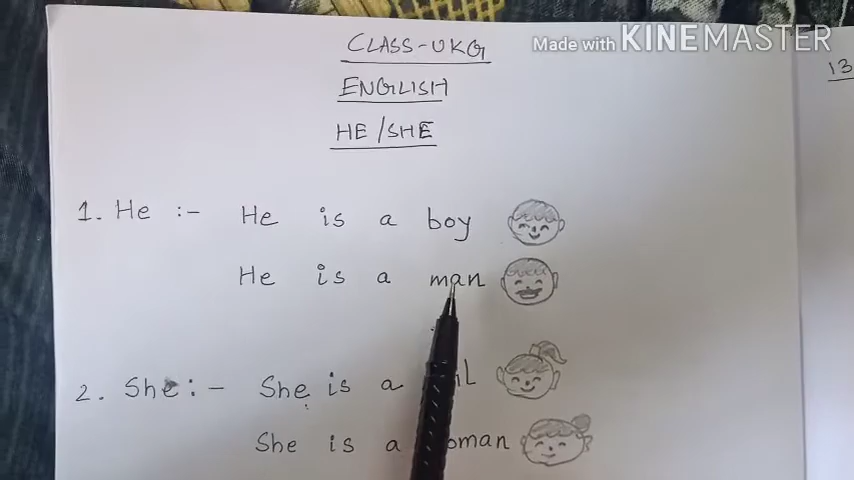 Made with KINEMASTER
CLASS-UKG
ENGLISH
HE/SHE
13
1. He :- He is a boy
He is a man
2. She :- She is a
She is a